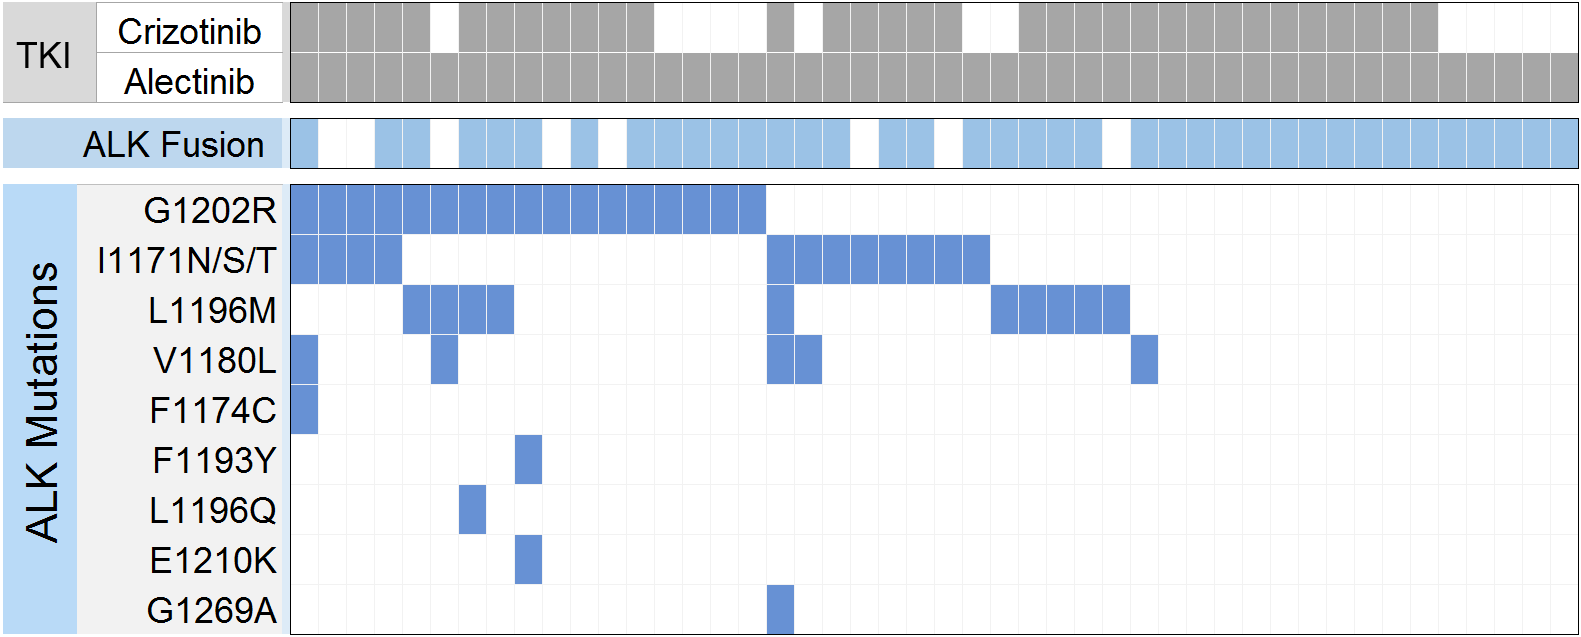 TKI
Crizotinib
Alectinib
ALK Fusion
ALK Mutations
G1202R
I1171N/S/T
L1196M
V1180L
F1174C
F1193Y
L1196Q
E1210K
G1269A